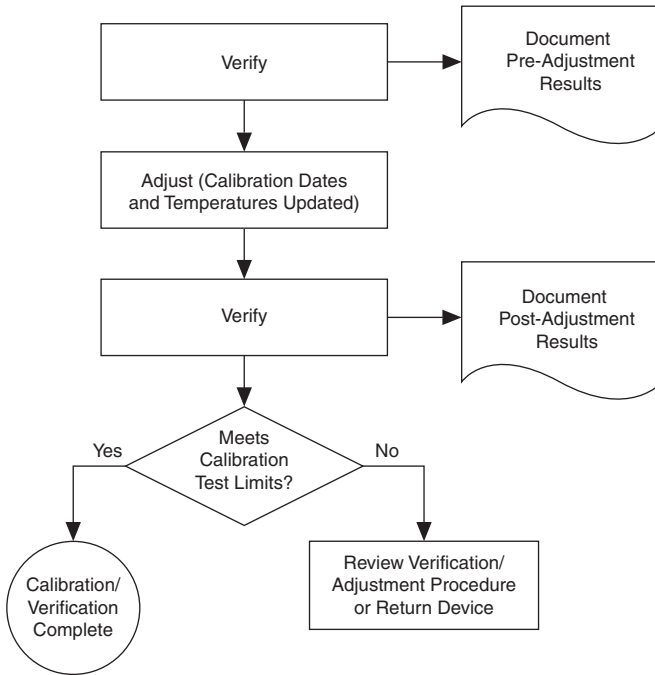 Verify
Document
Pre-Adjustment
Results
Adjust (Calibration Dates
and Temperatures Updated)
Verify
Document
Post-Adjustment
Results
Meets
Calibration
Test Limits?
Yes
No
Calibration/
Verification
Complete
Review Verification/
Adjustment Procedure
or Return Device